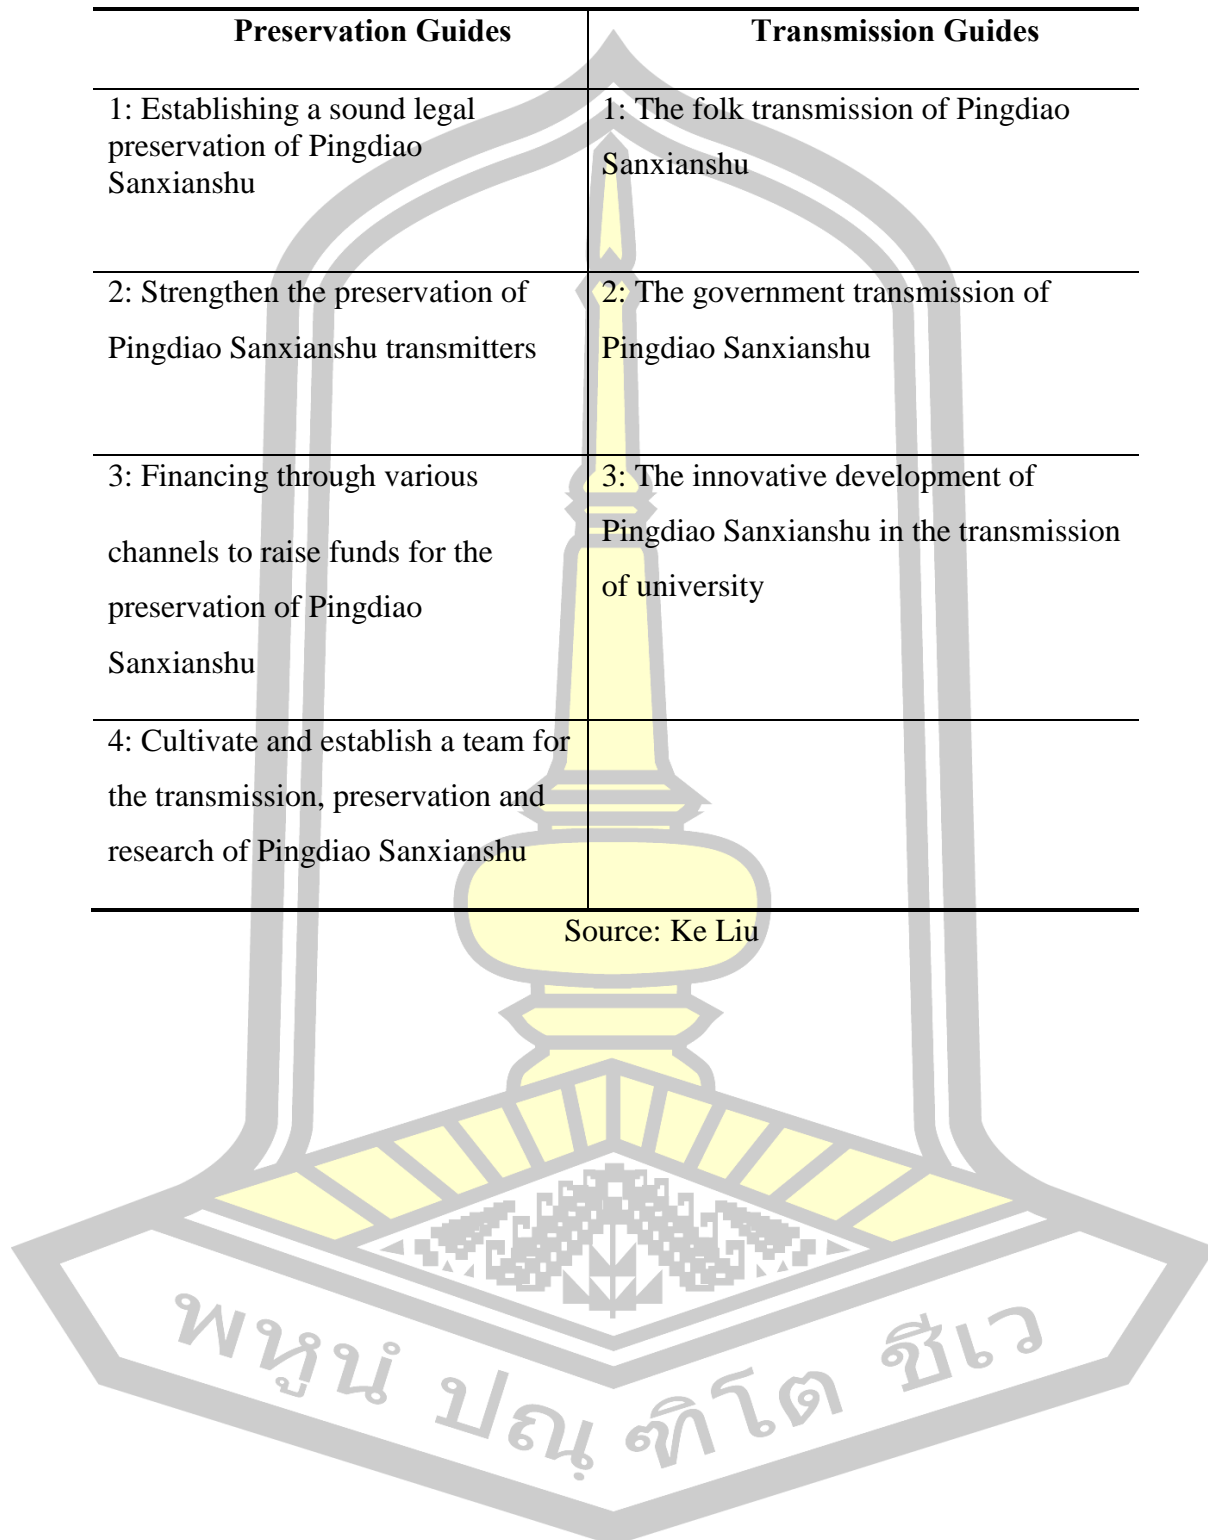 Preservation Guides
Transmission Guides
1: Establishing a sound legal
preservation of Pingdiao
Sanxianshu
1: The folk transmission of Pingdiao
Sanxianshu
2: Strengthen the preservation of
Pingdiao Sanxianshu transmitters
2: The government transmission of
Pingdiao Sanxianshu
3: Financing through various
channels to raise funds for the
preservation of Pingdiao
Sanxianshu
3: The innovative development of
Pingdiao Sanxianshu in the transmission
of university
4: Cultivate and establish a team for
the transmission, preservation and
research of Pingdiao Sanxianshu
Source: Ke Liu
พหูนํ ปณฺฑิโต ชีเว